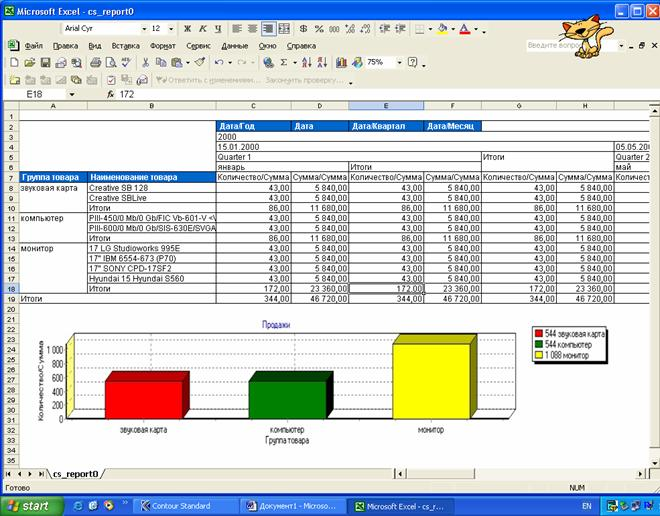 Microsoft Excel - cs_report0
Arial Cyr 12 Ж К Ч
Файл Правка Вид Вставка Формат Сервис Данные Окно Справка Введите вопрос
75%
Ответить с изменениями... Закончить проверку...
E18 fx 172
A B C D E F G H
1
2 Дата/Год Дата Дата/Квартал Дата/Месяц
3 2000
4 15.01.2000 05.05.20
5 Quarter 1 Итоги Quarter 2
6 январь Итоги май
7 Группа товара Наименование товара Количество/Сумма Сумма/Сумма Количество/Сумма Сумма/Сумма Количество/Сумма Сумма/Сумма Количе
8 звуковая карта Creative SB 128 43,00 5 840,00 43,00 5 840,00 43,00 5 840,00
9 Creative SBLive 43,00 5 840,00 43,00 5 840,00 43,00 5 840,00
10 Итоги 86,00 11 680,00 86,00 11 680,00 86,00 11 680,00
11 компьютер PIII-450/0 Mb/0 Gb/FIC Vb-601-V <\ 43,00 5 840,00 43,00 5 840,00 43,00 5 840,00
12 PIII-600/0 Mb/0 Gb/SIS-630E/SVGA 43,00 5 840,00 43,00 5 840,00 43,00 5 840,00
13 Итоги 86,00 11 680,00 86,00 11 680,00 86,00 11 680,00
14 монитор 17 LG Studioworks 995E 43,00 5 840,00 43,00 5 840,00 43,00 5 840,00
15 17" IBM 6554-673 (P70) 43,00 5 840,00 43,00 5 840,00 43,00 5 840,00
16 17" SONY CPD-17SF2 43,00 5 840,00 43,00 5 840,00 43,00 5 840,00
17 Hyundai 15 Hyundai S560 43,00 5 840,00 43,00 5 840,00 43,00 5 840,00
18 Итоги 172,00 23 360,00 172,00 23 360,00 172,00 23 360,00
19 Итоги 344,00 46 720,00 344,00 46 720,00 344,00 46 720,00
20
21
22
23
24
25
26
27
28
29
30
31
32
33
34
35
Продажи
Количество/Сумма
1 000
800
600
400
200
0
звуковая карта компьютер монитор
Группа товара
544 звуковая карта
544 компьютер
1 088 монитор
cs_report0
Готово NUM
start Contour Standard Документ1 - Microso... Microsoft Excel - cs_r... EN